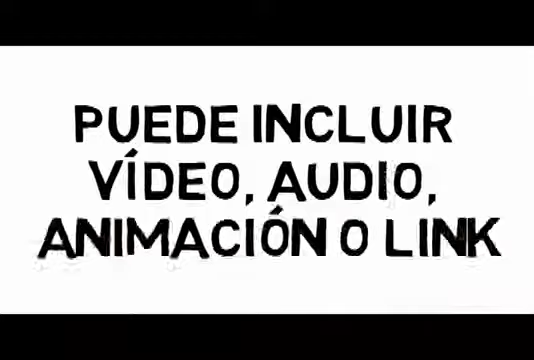 PUEDE INCLUIR
VÍDEO, AUDIO,
ANIMACIÓN O LINK